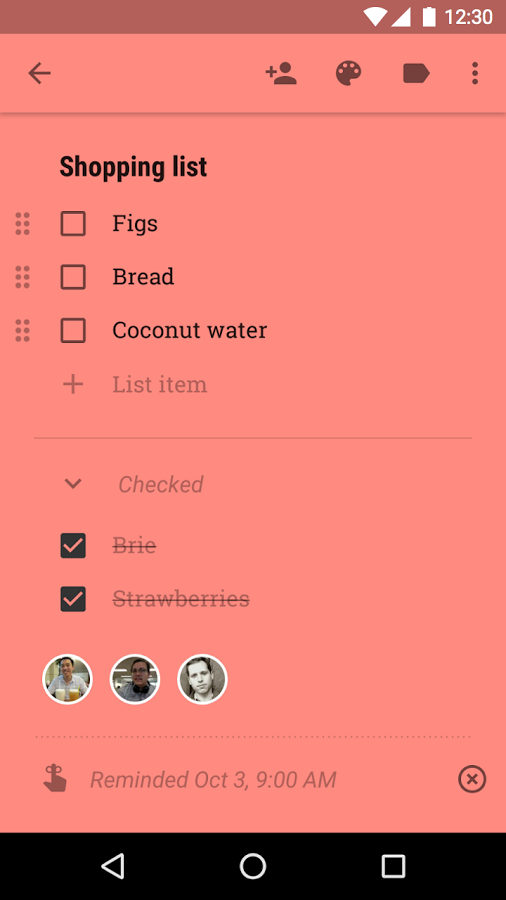 12:30
Shopping list
Figs
Bread
Coconut water
List item
Checked
Brie
Strawberries
Reminded Oct 3, 9:00 AM